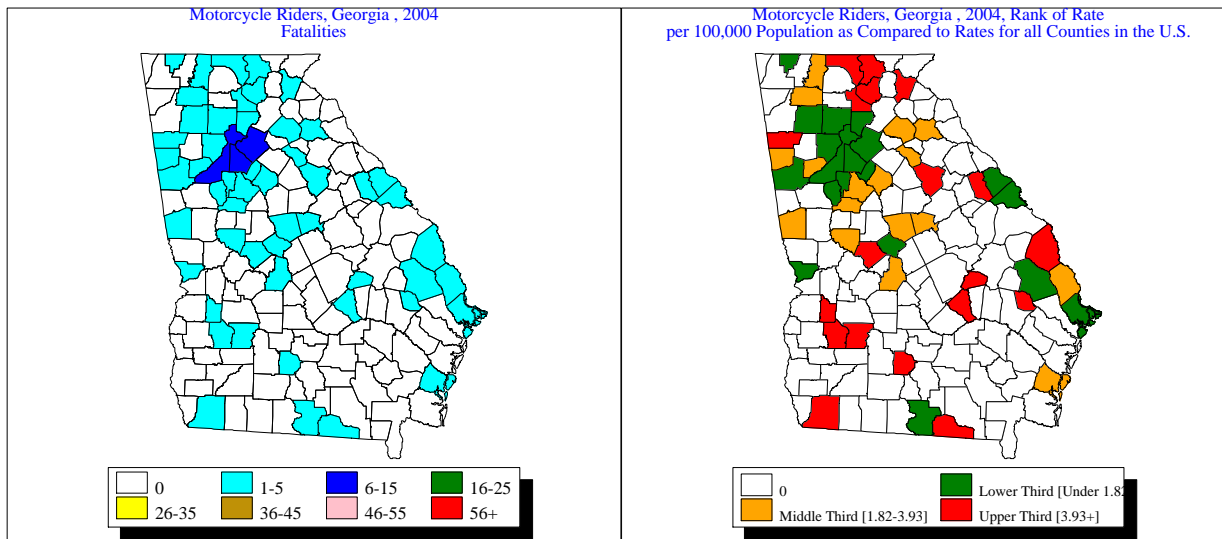 Motorcycle Riders, Georgia , 2004
Fatalities
0
1-5
6-15
16-25
26-35
36-45
46-55
56+
Motorcycle Riders, Georgia , 2004, Rank of Rate
per 100,000 Population as Compared to Rates for all Counties in the U.S.
0
Lower Third [Under 1.82
Middle Third [1.82-3.93]
Upper Third [3.93+]